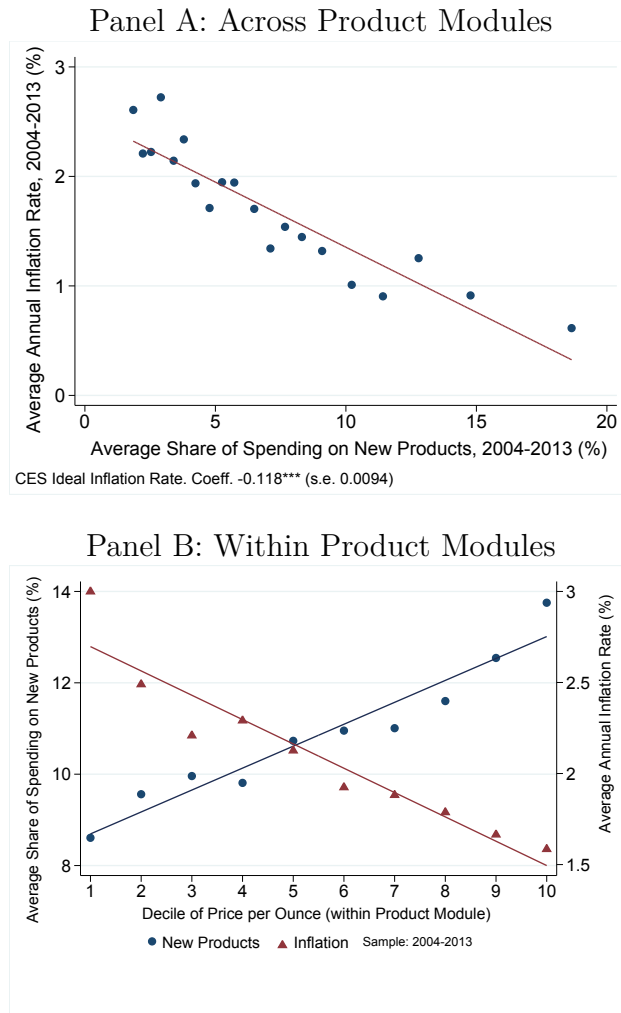 Panel A: Across Product Modules
Average Annual Inflation Rate, 2004-2013 (%)
3
2
1
0
0 5 10 15 20
Average Share of Spending on New Products, 2004-2013 (%)
CES Ideal Inflation Rate. Coeff. -0.118*** (s.e. 0.0094)
Panel B: Within Product Modules
Average Share of Spending on New Products (%)
14
12
10
8
3
2.5
2
1.5
Average Annual Inflation Rate (%)
1 2 3 4 5 6 7 8 9 10
Decile of Price per Ounce (within Product Module)
New Products Inflation Sample: 2004-2013